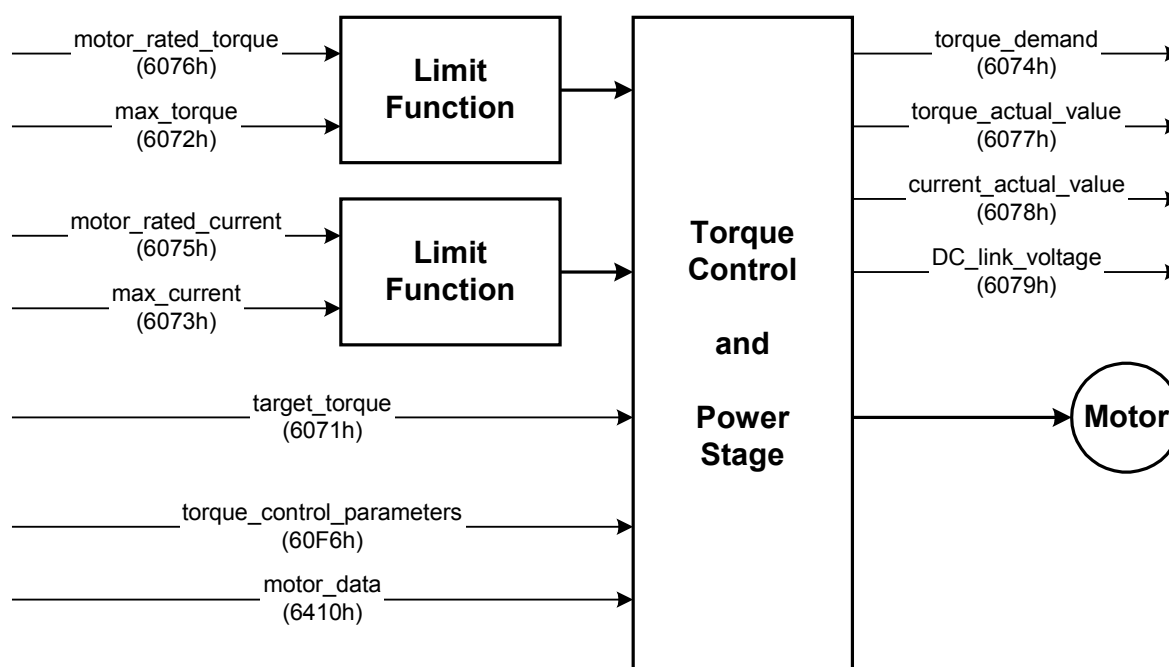 motor_rated_torque
(6076h)
max_torque
(6072h)
Limit
Function
motor_rated_current
(6075h)
max_current
(6073h)
Limit
Function
target_torque
(6071h)
torque_control_parameters
(60F6h)
motor_data
(6410h)
Torque
Control
and
Power
Stage
torque_demand
(6074h)
torque_actual_value
(6077h)
current_actual_value
(6078h)
DC_link_voltage
(6079h)
Motor